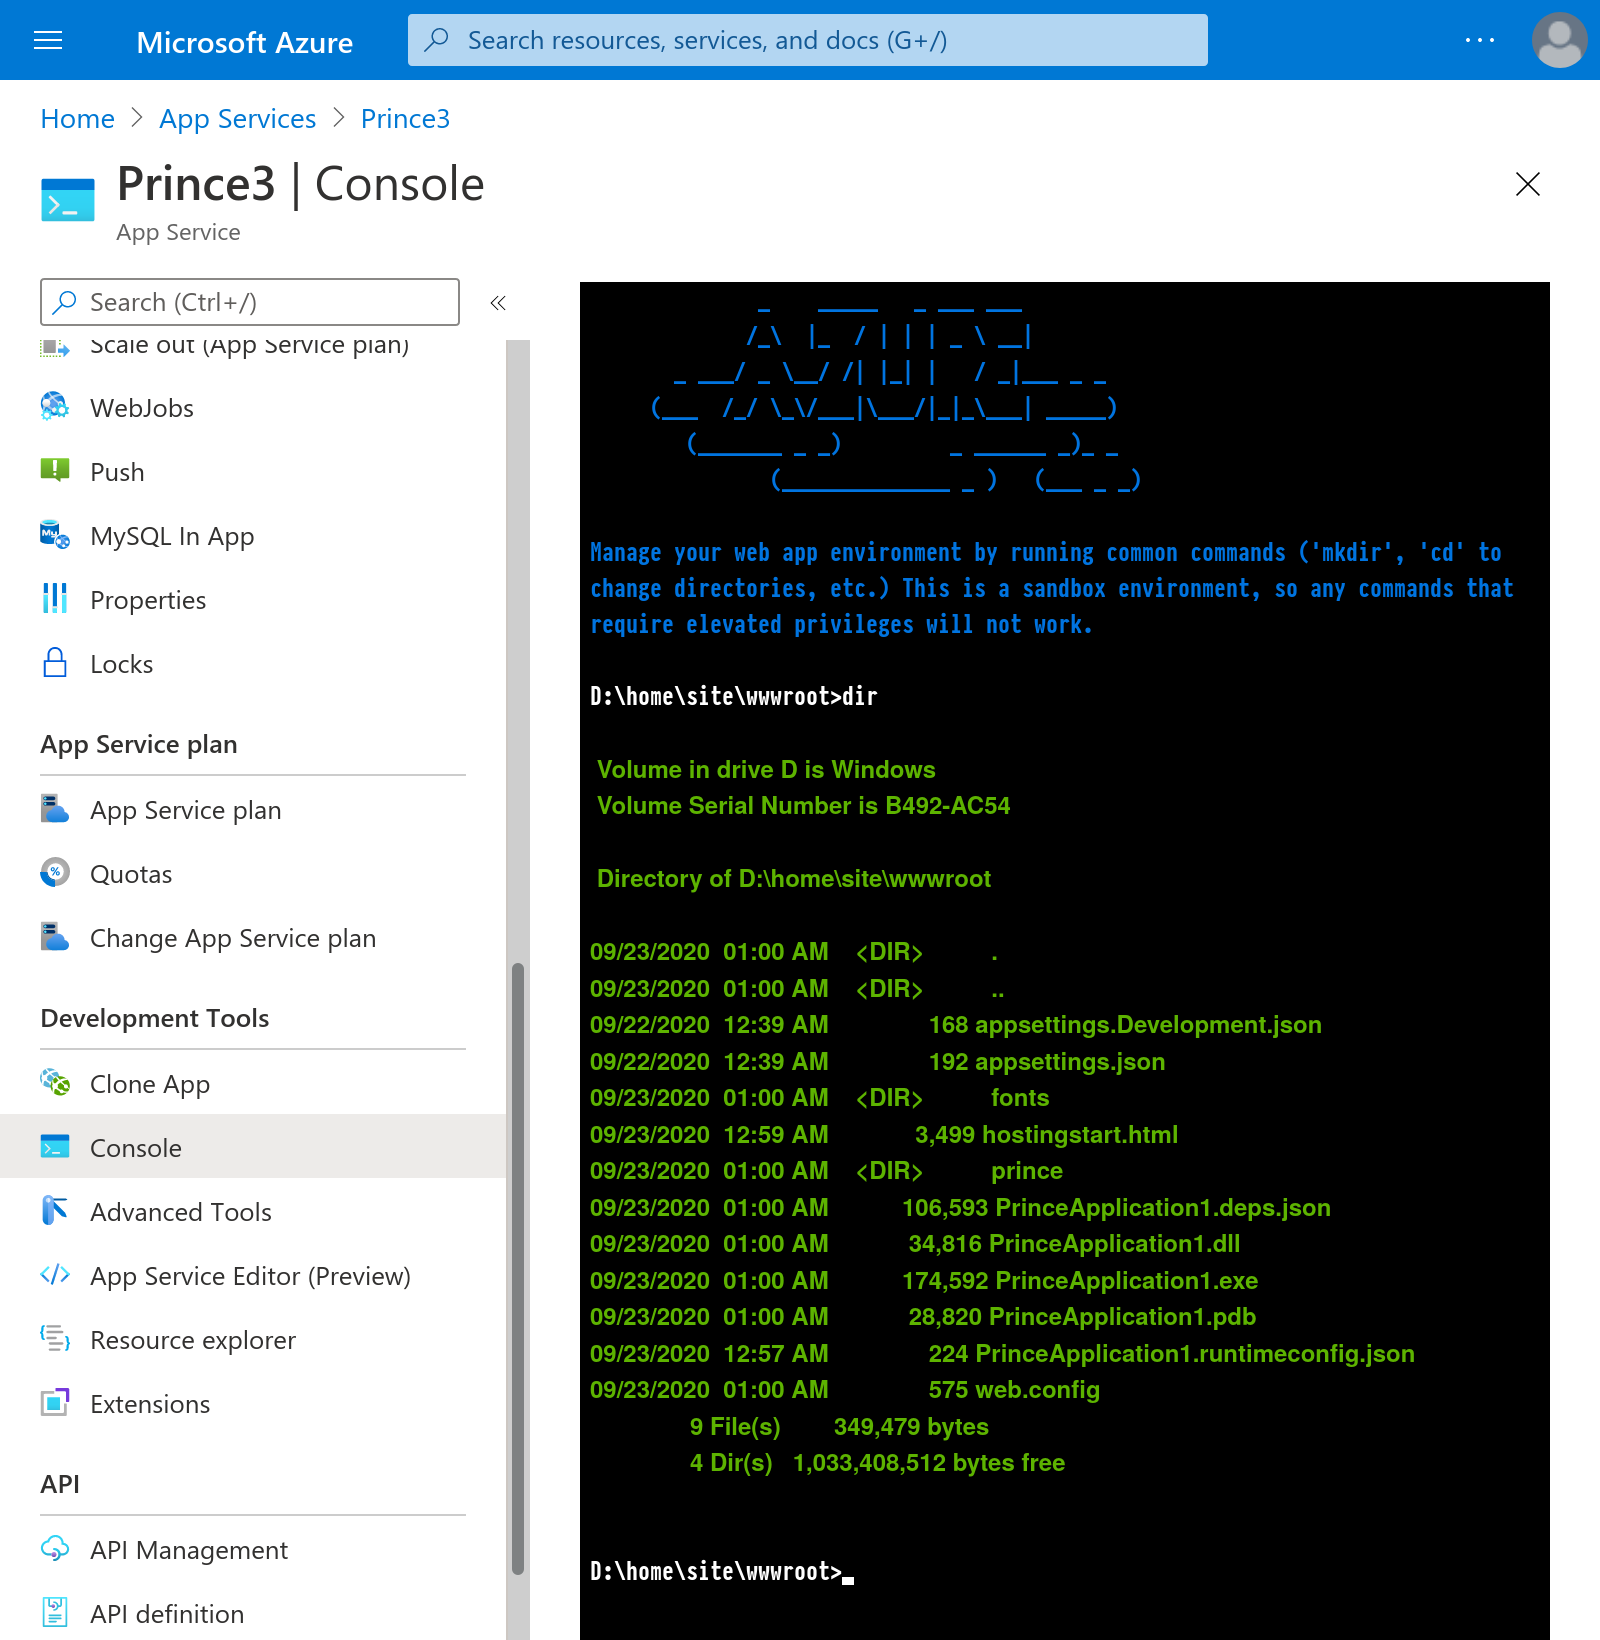 Microsoft Azure
Search resources, services, and docs (G+/)
Home > App Services > Prince3
Prince3 | Console
App Service
Search (Ctrl+/)
Scale out (App Service plan)
WebJobs
Push
MySQL In App
Properties
Locks
App Service plan
App Service plan
Quotas
Change App Service plan
Development Tools
Clone App
Console
Advanced Tools
App Service Editor (Preview)
Resource explorer
Extensions
API
API Management
API definition
Manage your web app environment by running common commands ('mkdir', 'cd' to
change directories, etc.) This is a sandbox environment, so any commands that
require elevated privileges will not work.
D:\home\site\wwwroot>dir
Volume in drive D is Windows
Volume Serial Number is B492-AC54
Directory of D:\home\site\wwwroot
09/23/2020 01:00 AM <DIR> .
09/23/2020 01:00 AM <DIR> ..
09/22/2020 12:39 AM 168 appsettings.Development.json
09/22/2020 12:39 AM 192 appsettings.json
09/23/2020 01:00 AM <DIR> fonts
09/23/2020 12:59 AM 3,499 hostingstart.html
09/23/2020 01:00 AM <DIR> prince
09/23/2020 01:00 AM 106,593 PrinceApplication1.deps.json
09/23/2020 01:00 AM 34,816 PrinceApplication1.dll
09/23/2020 01:00 AM 174,592 PrinceApplication1.exe
09/23/2020 01:00 AM 28,820 PrinceApplication1.pdb
09/23/2020 12:57 AM 224 PrinceApplication1.runtimeconfig.json
09/23/2020 01:00 AM 575 web.config
9 File(s) 349,479 bytes
4 Dir(s) 1,033,408,512 bytes free
D:\home\site\wwwroot>